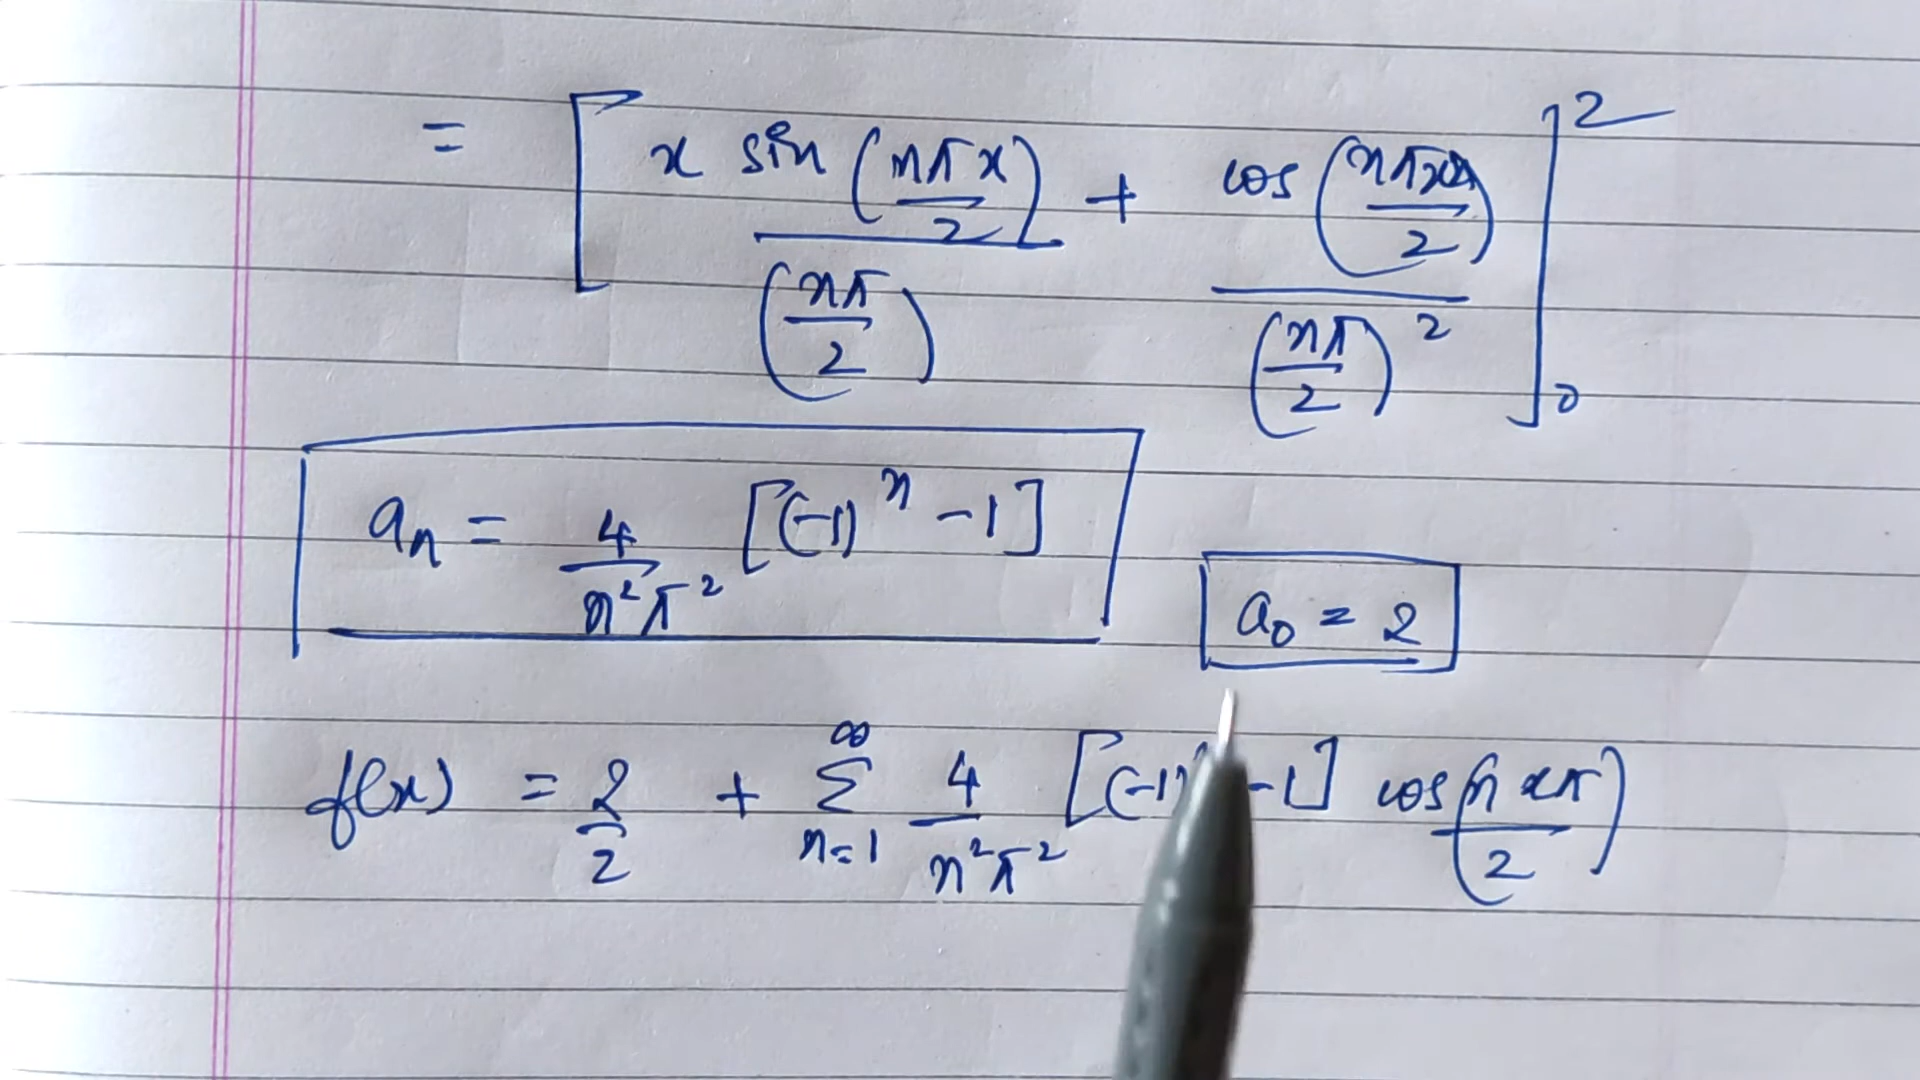 = [ x sin (nπx/2) / (nπ/2) + cos (nπx/2) / (nπ/2)² ]₀²
aₙ = 4/n²π² [(-1)ⁿ - 1]
a₀ = 2
f(x) = 2/2 + Σₙ₌₁^∞ 4/n²π² [(-1) -1] cos(nxπ/2)